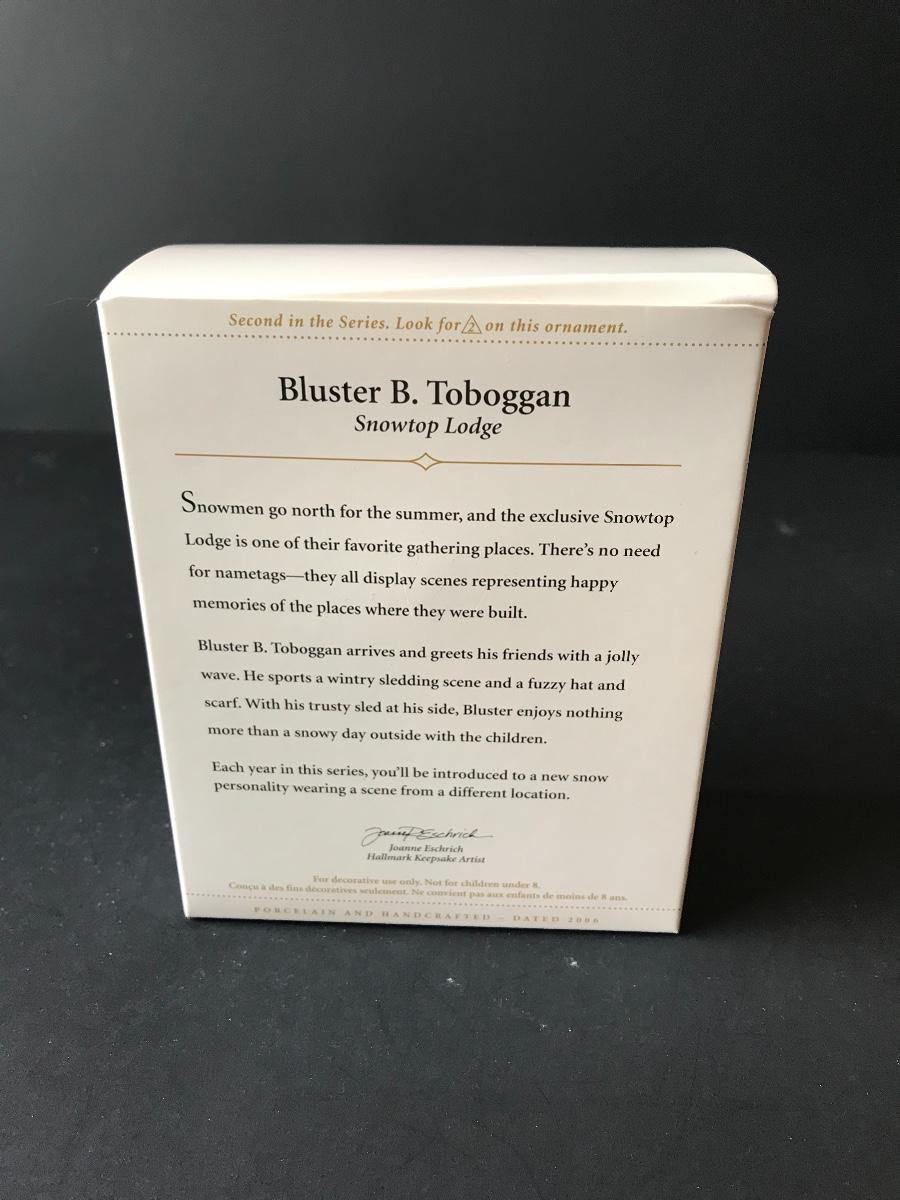 Second in the Series. Look for 2 on this ornament.
Bluster B. Toboggan
Snowtop Lodge
Snowmen go north for the summer, and the exclusive Snowtop
Lodge is one of their favorite gathering places. There's no need
for nametags—they all display scenes representing happy
memories of the places where they were built.
Bluster B. Toboggan arrives and greets his friends with a jolly
wave. He sports a wintry sledding scene and a fuzzy hat and
scarf. With his trusty sled at his side, Bluster enjoys nothing
more than a snowy day outside with the children.
Each year in this series, you'll be introduced to a new snow
personality wearing a scene from a different location.
Joanne Eschrich
Joanne Eschrich
Hallmark Keepsake Artist
For decorative use only. Not for children under 8.
Conçu à des fins décoratives seulement. Ne convient pas aux enfants de moins de 8 ans.
PORCELAIN AND HANDCRAFTED – DATED 2006